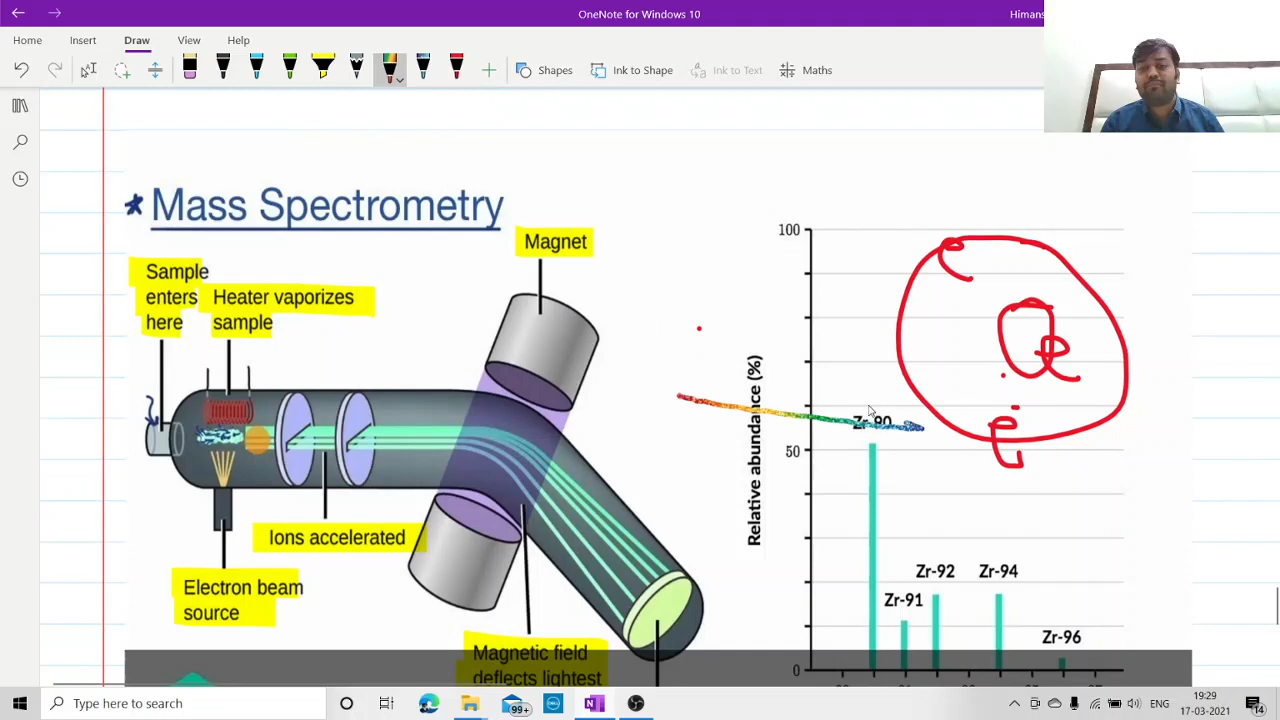 OneNote for Windows 10
Himans
Home Insert Draw View Help
Shapes Ink to Shape Ink to Text Maths
Mass Spectrometry
Magnet
Sample
enters
here
Heater vaporizes
sample
Ions accelerated
Electron beam
source
Magnetic field
deflects lightest
Relative abundance (%)
100
50
0
Zr-90
Zr-91
Zr-92
Zr-94
Zr-96
e
e
e
Type here to search
99+
DELL
ENG
19:29
17-03-2021
14